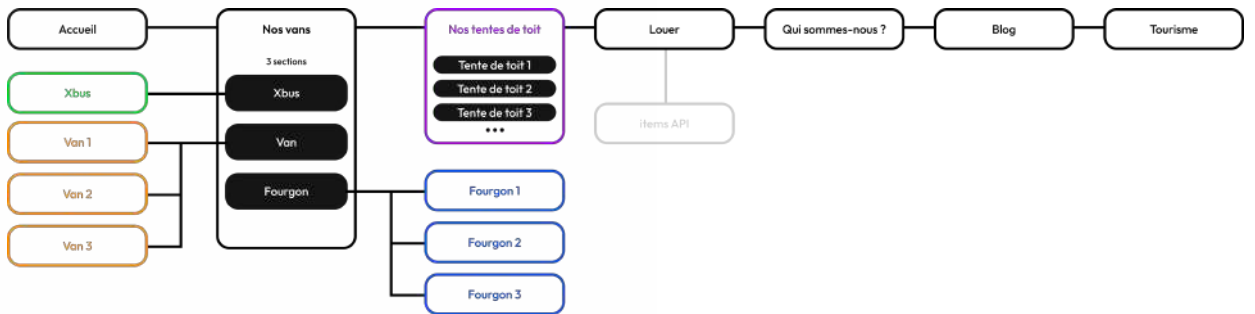 Accueil
Nos vans
Nos tentes de toit
Louer
Qui sommes-nous ?
Blog
Tourisme
3 sections
Tente de toit 1
Tente de toit 2
Tente de toit 3
•••
Xbus
Xbus
items API
Van 1
Van
Van 2
Fourgon
Fourgon 1
Van 3
Fourgon 2
Fourgon 3